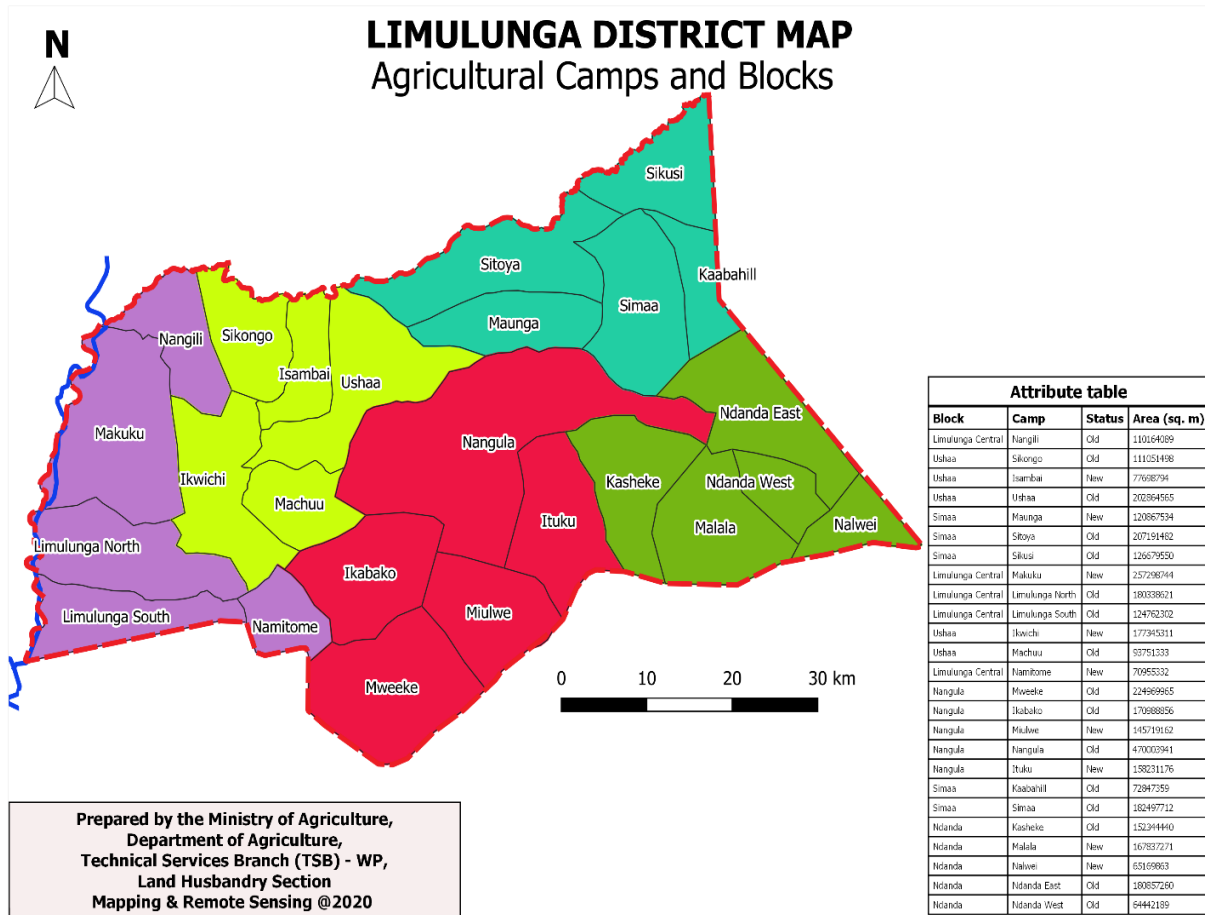 LIMULUNGA DISTRICT MAP
Agricultural Camps and Blocks
N
Sikusi
Sitoya
Kaabahill
Simaa
Maunga
Nangili
Sikongo
Isambai
Ushaa
Ndanda East
Makuku
Nangula
Ikwichi
Kasheke
Ndanda West
Machuu
Ituku
Malala
Nalwei
Limulunga North
Ikabako
Limulunga South
Namitome
Miulwe
Mweeke
0 10 20 30 km
Attribute table
Block Camp Status Area (sq. m)
Limulunga Central Nangili Old 110164089
Ushaa Sikongo Old 111051498
Ushaa Isambai New 77698794
Ushaa Ushaa Old 202864565
Simaa Maunga New 120867534
Simaa Sitoya Old 207191482
Simaa Sikusi Old 126679550
Limulunga Central Makuku New 257298744
Limulunga Central Limulunga North Old 180338621
Limulunga Central Limulunga South Old 124762302
Ushaa Ikwichi New 177345311
Ushaa Machuu Old 93751333
Limulunga Central Namitome New 70955332
Nangula Mweeke Old 224969965
Nangula Ikabako Old 170988856
Nangula Miulwe New 145719162
Nangula Nangula Old 470003941
Nangula Ituku New 158231176
Simaa Kaabahill Old 72847359
Simaa Simaa Old 182497712
Ndanda Kasheke Old 152344440
Ndanda Malala New 167837271
Ndanda Nalwei New 65169863
Ndanda Ndanda East Old 180857260
Ndanda Ndanda West Old 64442189
Prepared by the Ministry of Agriculture,
Department of Agriculture,
Technical Services Branch (TSB) - WP,
Land Husbandry Section
Mapping & Remote Sensing @2020